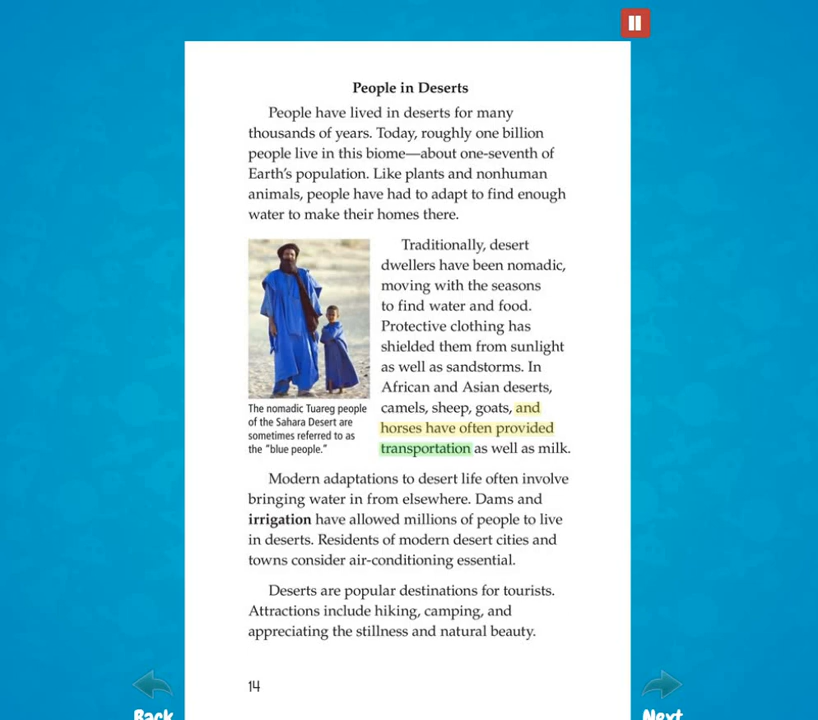 People in Deserts
People have lived in deserts for many
thousands of years. Today, roughly one billion
people live in this biome—about one-seventh of
Earth's population. Like plants and nonhuman
animals, people have had to adapt to find enough
water to make their homes there.
Traditionally, desert
dwellers have been nomadic,
moving with the seasons
to find water and food.
Protective clothing has
shielded them from sunlight
as well as sandstorms. In
African and Asian deserts,
camels, sheep, goats, and
horses have often provided
transportation as well as milk.
The nomadic Tuareg people
of the Sahara Desert are
sometimes referred to as
the "blue people."
Modern adaptations to desert life often involve
bringing water in from elsewhere. Dams and
irrigation have allowed millions of people to live
in deserts. Residents of modern desert cities and
towns consider air-conditioning essential.
Deserts are popular destinations for tourists.
Attractions include hiking, camping, and
appreciating the stillness and natural beauty.
14
Back
Next